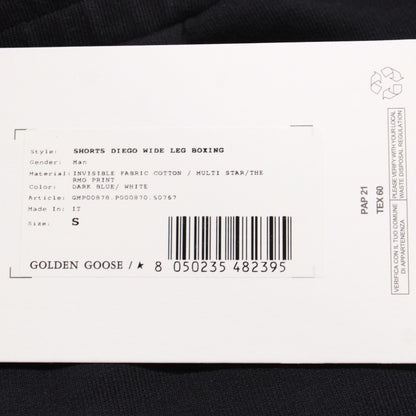 Style: SHORTS DIEGO WIDE LEG BOXING
Gender: Man
Material: INVISIBLE FABRIC COTTON / MULTI STAR/THE
RMO PRINT
Color: DARK BLUE/ WHITE
Article: GMP00878.P000870.50767
Made In: IT
Size: S
GOLDEN GOOSE /
8 050235 482395
PAP 21
TEX 60
VERIFICA CON IL TUO COMUNE
DI APPARTENENZA
PLEASE VERIFY WITH YOUR LOCAL
WASTE DISPOSAL REGULATION